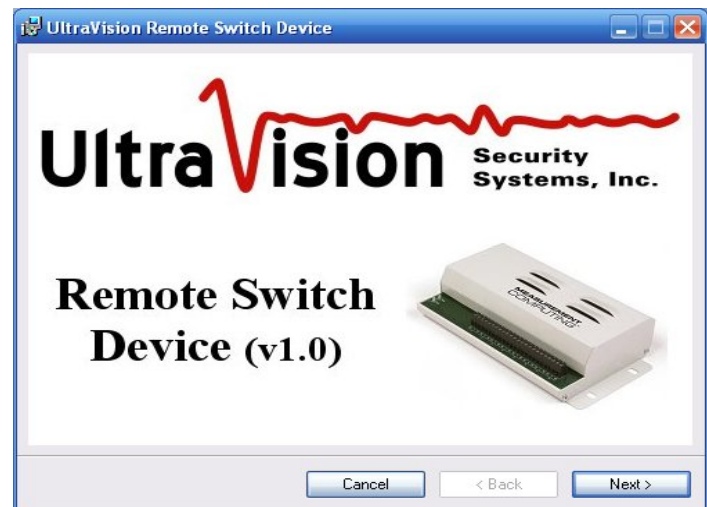 UltraVision Remote Switch Device
UltraVision
Security
Systems, Inc.
Remote Switch
Device (v1.0)
MEASUREMENT
COMPUTING
Cancel
< Back
Next >